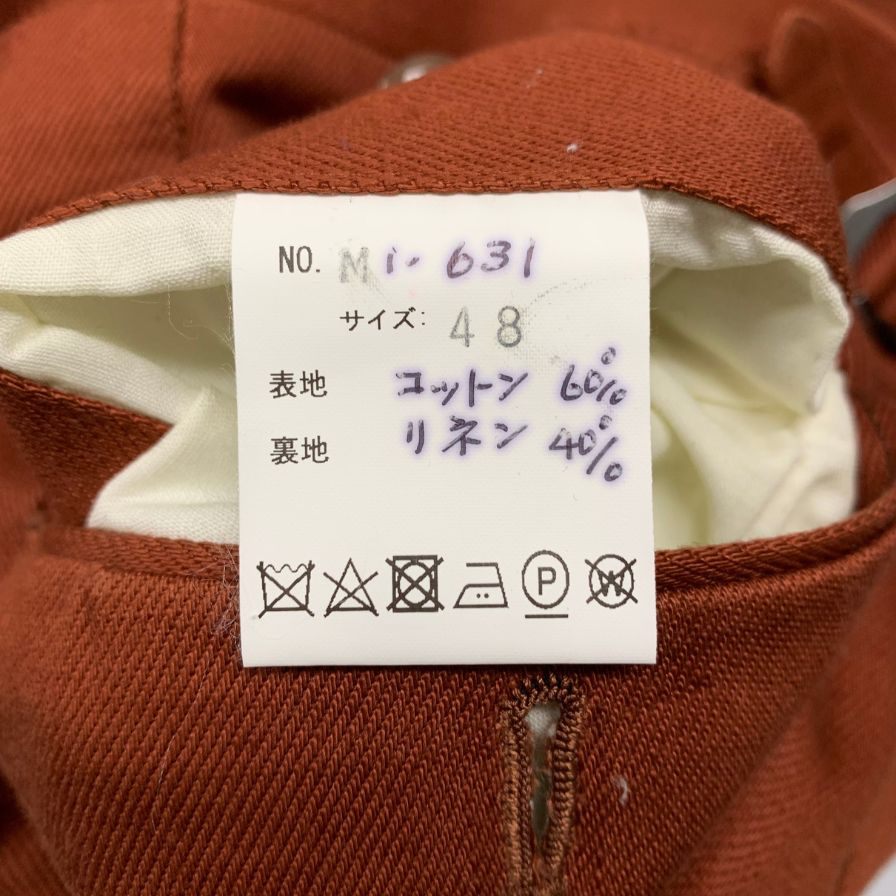 NO. Mi-631
サイズ: 48
表地 コットン 60%
裏地 リネン 40%
P W